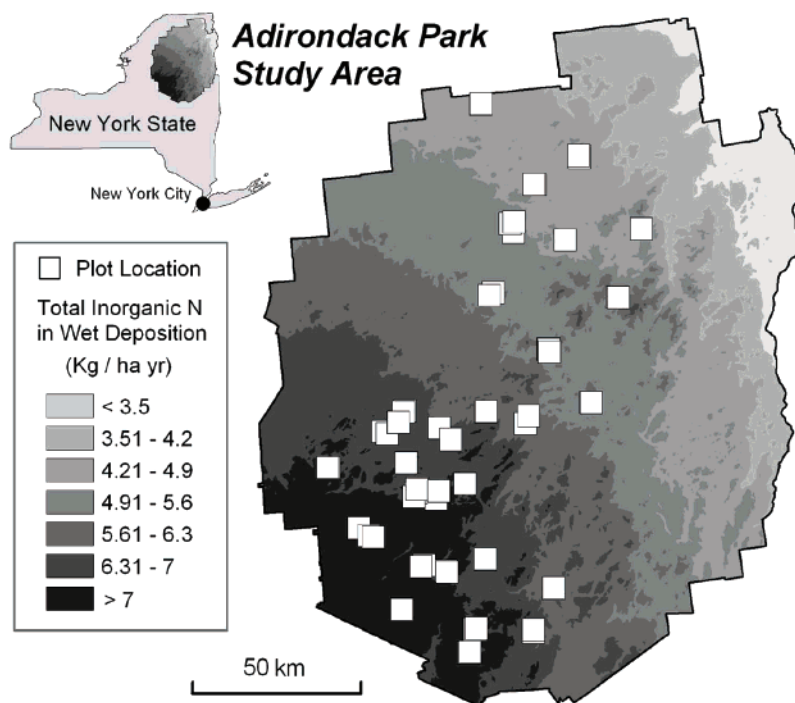 Adirondack Park
Study Area
New York State
New York City
Plot Location
Total Inorganic N
in Wet Deposition
(Kg / ha yr)
< 3.5
3.51 - 4.2
4.21 - 4.9
4.91 - 5.6
5.61 - 6.3
6.31 - 7
> 7
50 km